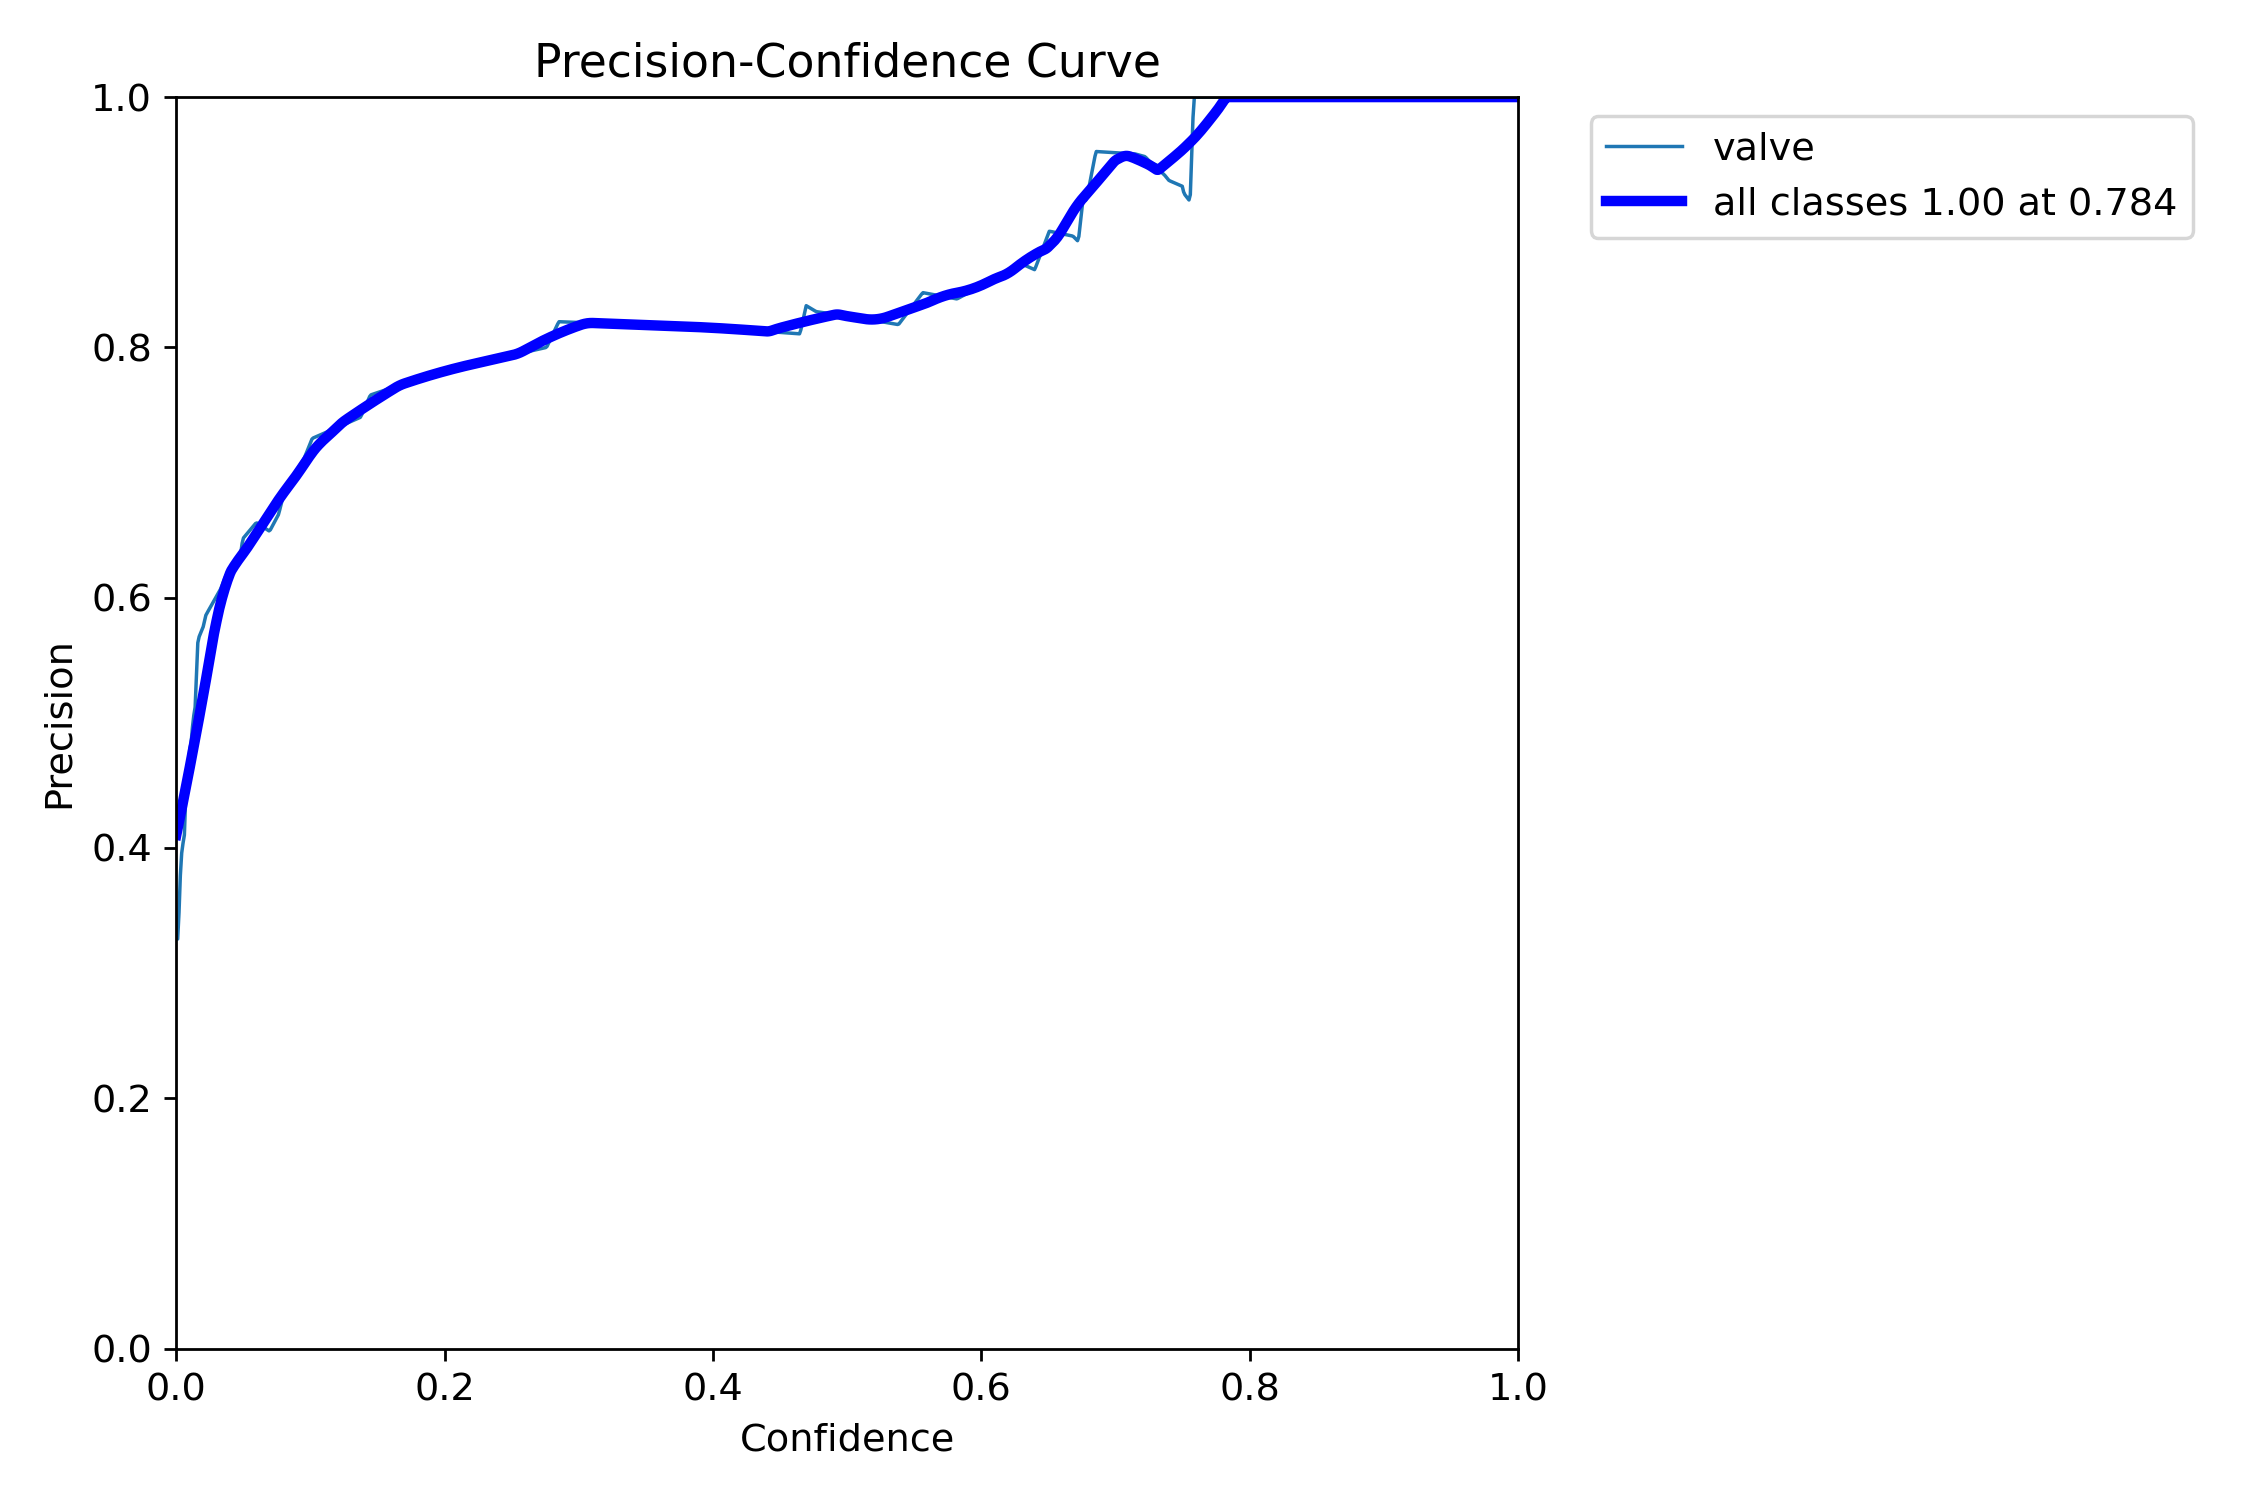 Precision-Confidence Curve
valve
all classes 1.00 at 0.784
Precision
1.0
0.8
0.6
0.4
0.2
0.0
0.0 0.2 0.4 0.6 0.8 1.0
Confidence